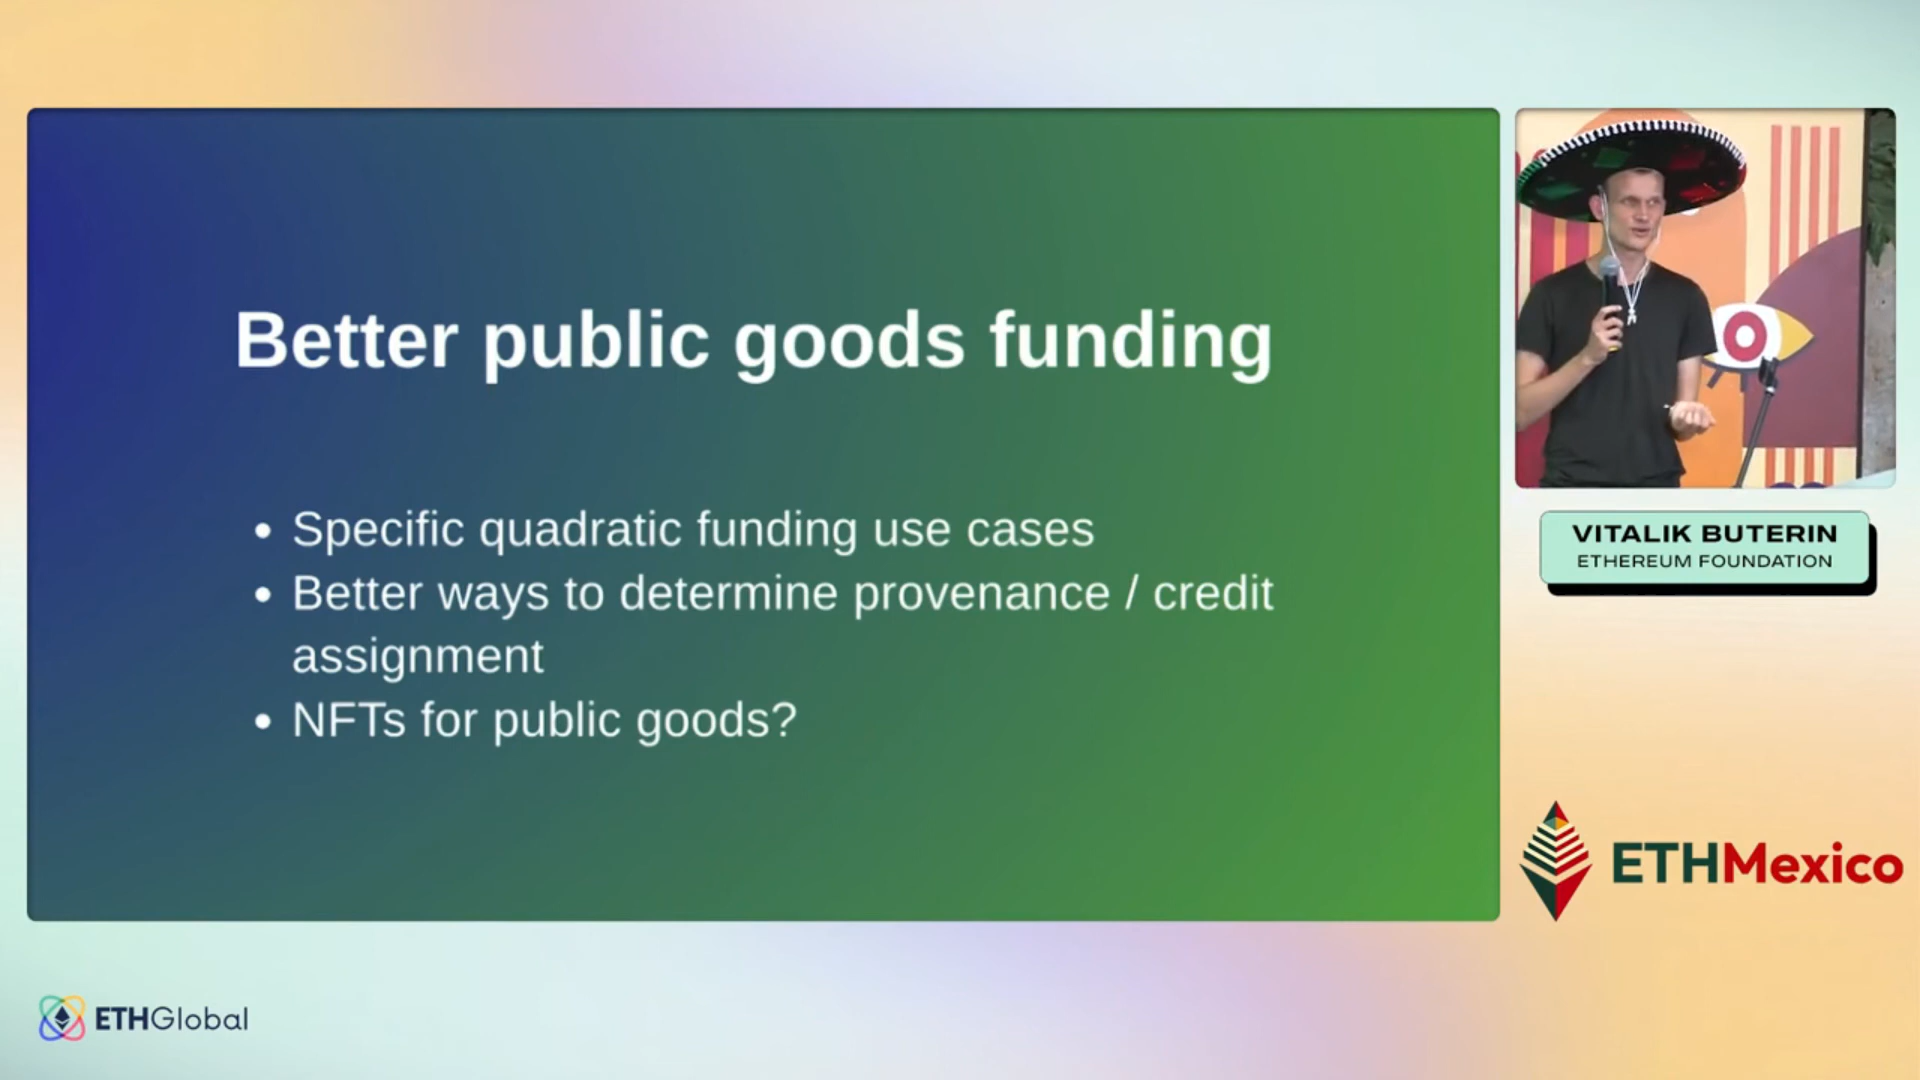 Better public goods funding
• Specific quadratic funding use cases
• Better ways to determine provenance / credit
assignment
• NFTs for public goods?
VITALIK BUTERIN
ETHEREUM FOUNDATION
ETHMexico
ETHGlobal